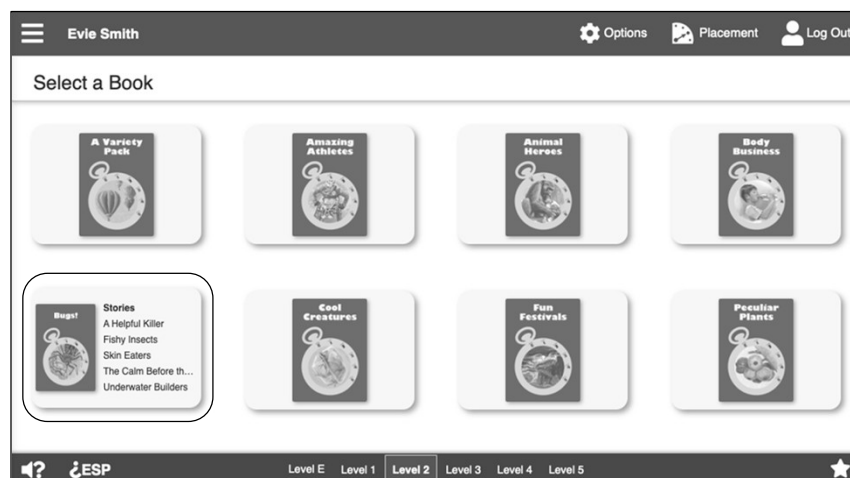 Evie Smith
Options
Placement
Log Out
Select a Book
A Variety
Pack
Amazing
Athletes
Animal
Heroes
Body
Business
Bugs!
Stories
A Helpful Killer
Fishy Insects
Skin Eaters
The Calm Before th...
Underwater Builders
Cool
Creatures
Fun
Festivals
Peculiar
Plants
? ¿ESP Level E Level 1 Level 2 Level 3 Level 4 Level 5